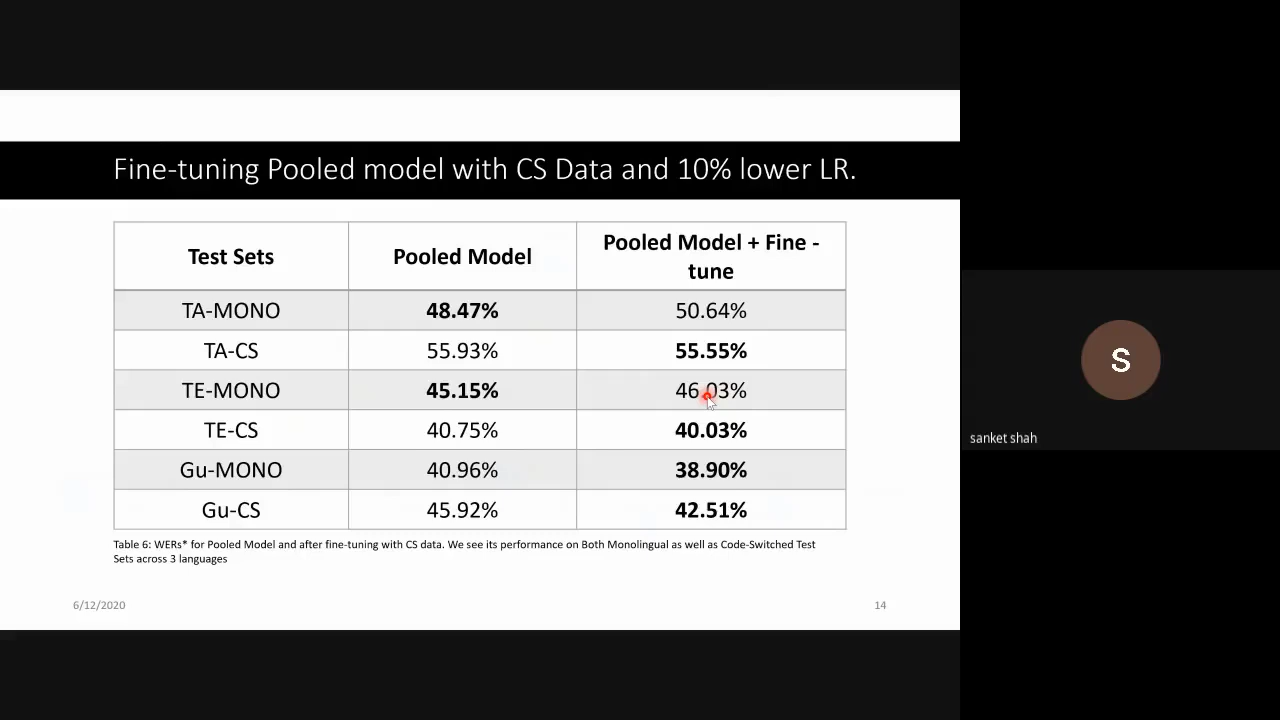 Fine-tuning Pooled model with CS Data and 10% lower LR.
Test Sets Pooled Model Pooled Model + Fine -
tune
TA-MONO 48.47% 50.64%
TA-CS 55.93% 55.55%
TE-MONO 45.15% 46.03%
TE-CS 40.75% 40.03%
Gu-MONO 40.96% 38.90%
Gu-CS 45.92% 42.51%
Table 6: WERs* for Pooled Model and after fine-tuning with CS data. We see its performance on Both Monolingual as well as Code-Switched Test
Sets across 3 languages
6/12/2020 14
S
sanket shah